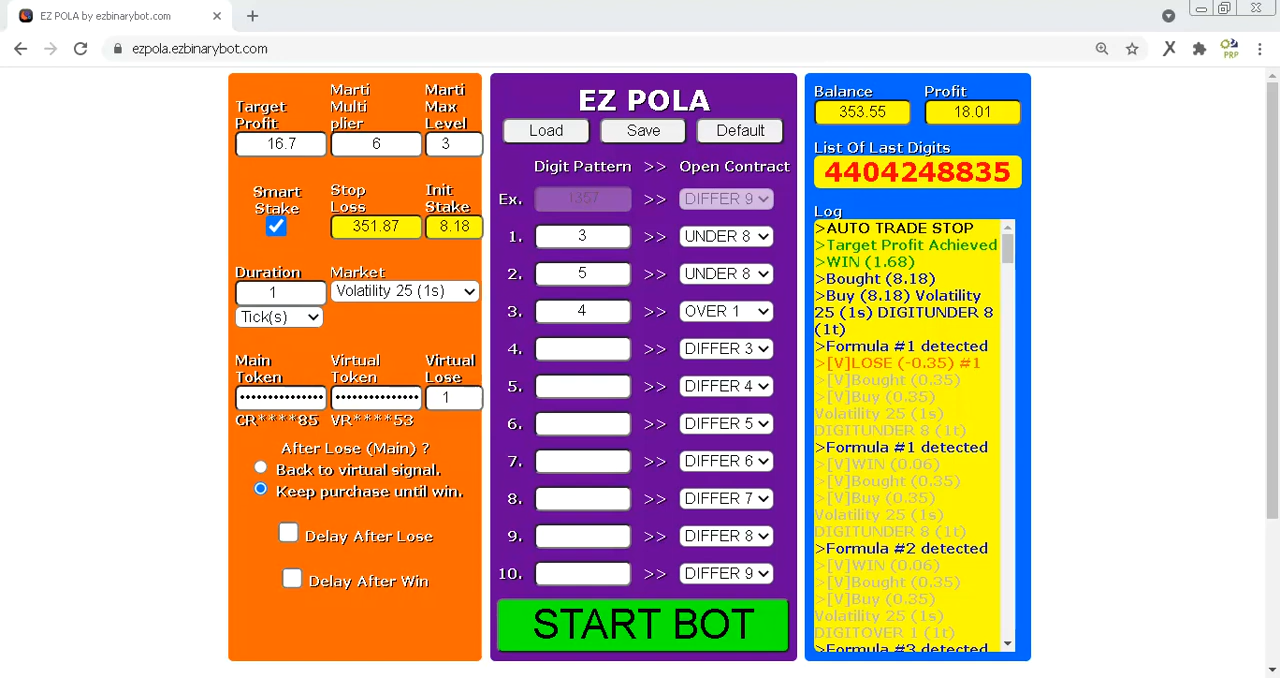 EZ POLA by ezbinarybot.com
ezpola.ezbinarybot.com
PRP
Target Profit
Marti Multi plier
Marti Max Level
16.7
6
3
Smart Stake
Stop Loss
Init Stake
351.87
8.18
Duration
Market
1
Volatility 25 (1s)
Tick(s)
Main Token
Virtual Token
Virtual Lose
1
CR****85
VR****53
After Lose (Main) ?
Back to virtual signal.
Keep purchase until win.
Delay After Lose
Delay After Win
EZ POLA
Load
Save
Default
Digit Pattern >> Open Contract
Ex. 1357 >> DIFFER 9
1. 3 >> UNDER 8
2. 5 >> UNDER 8
3. 4 >> OVER 1
4. >> DIFFER 3
5. >> DIFFER 4
6. >> DIFFER 5
7. >> DIFFER 6
8. >> DIFFER 7
9. >> DIFFER 8
10. >> DIFFER 9
START BOT
Balance
Profit
353.55
18.01
List Of Last Digits
4404248835
Log
>AUTO TRADE STOP
>Target Profit Achieved
>WIN (1.68)
>Bought (8.18)
>Buy (8.18) Volatility
25 (1s) DIGITUNDER 8
(1t)
>Formula #1 detected
>[V]LOSE (-0.35) #1
>[V]Bought (0.35)
>[V]Buy (0.35)
Volatility 25 (1s)
DIGITUNDER 8 (1t)
>Formula #1 detected
>[V]WIN (0.06)
>[V]Bought (0.35)
>[V]Buy (0.35)
Volatility 25 (1s)
DIGITUNDER 8 (1t)
>Formula #2 detected
>[V]WIN (0.06)
>[V]Bought (0.35)
>[V]Buy (0.35)
Volatility 25 (1s)
DIGITOVER 1 (1t)
>Formula #3 detected